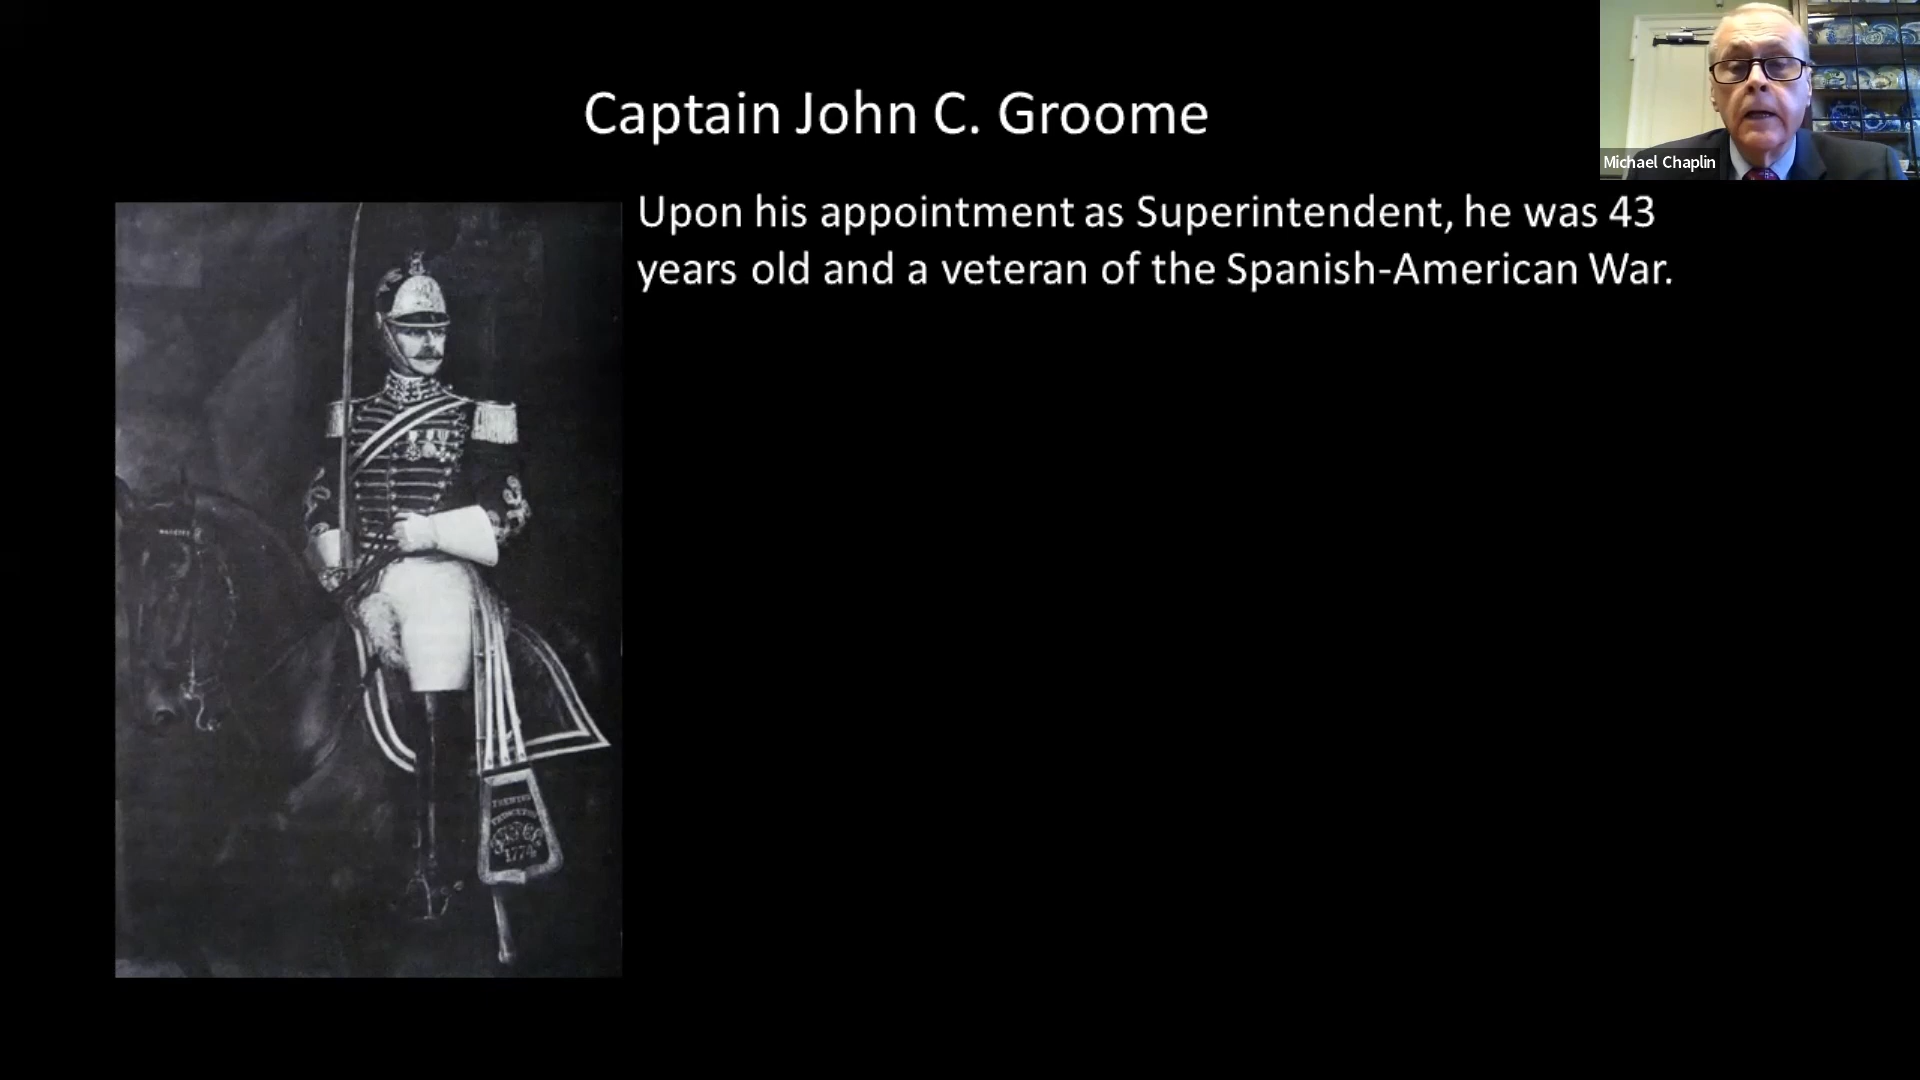 Captain John C. Groome
Michael Chaplin
Upon his appointment as Superintendent, he was 43
years old and a veteran of the Spanish-American War.
1774